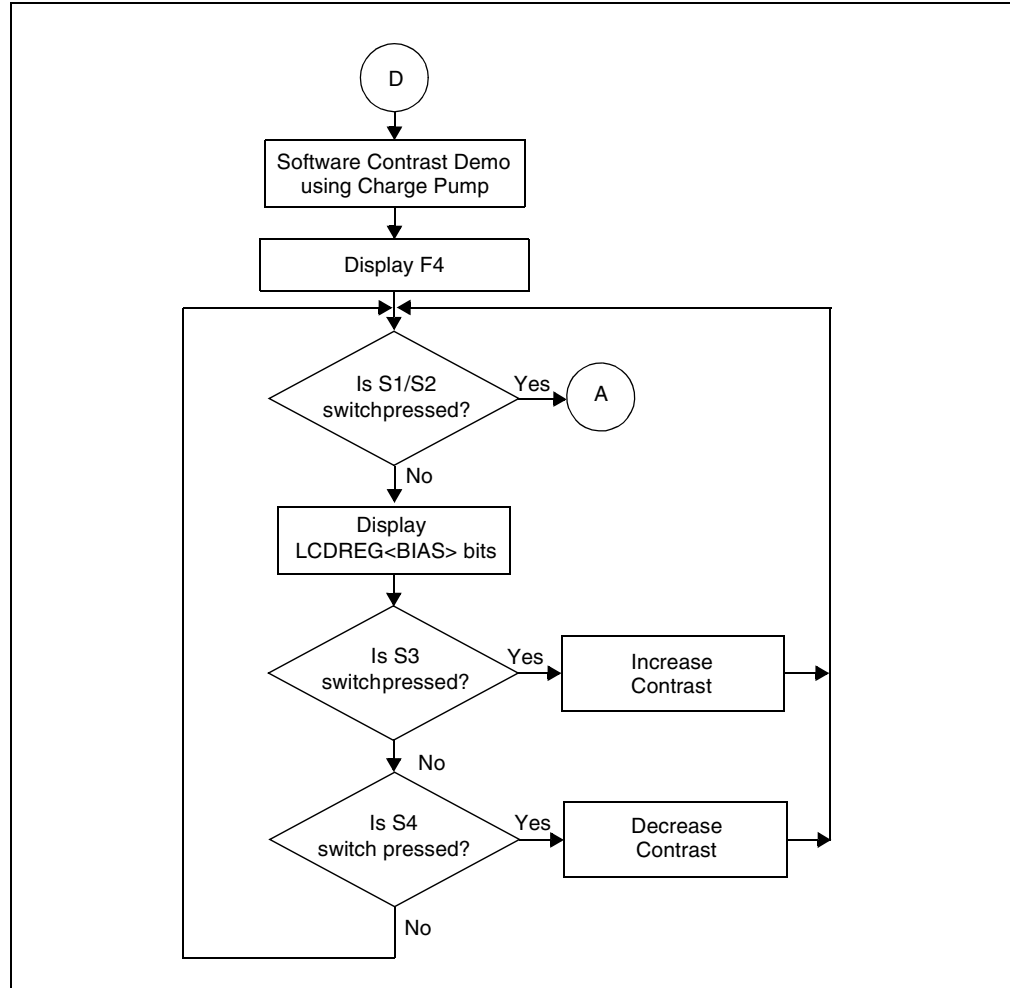 D
Software Contrast Demo
using Charge Pump
Display F4
Is S1/S2
switchpressed?
Yes
A
No
Display
LCDREG<BIAS> bits
Is S3
switchpressed?
Yes
Increase
Contrast
No
Is S4
switch pressed?
Yes
Decrease
Contrast
No